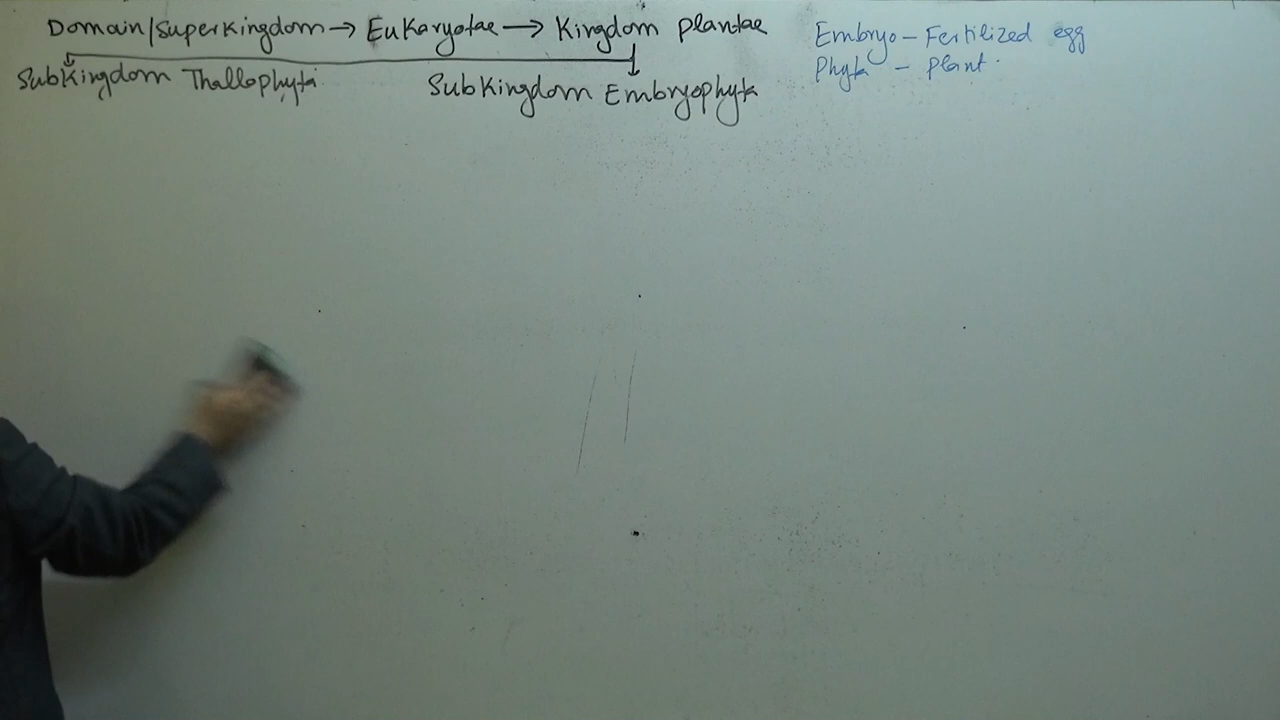 Domain/Superkingdom → Eukaryotae → Kingdom plantae
Subkingdom Thallophyta
Subkingdom Embryophyta
Embryo - Fertilized egg
Phyta - plant.